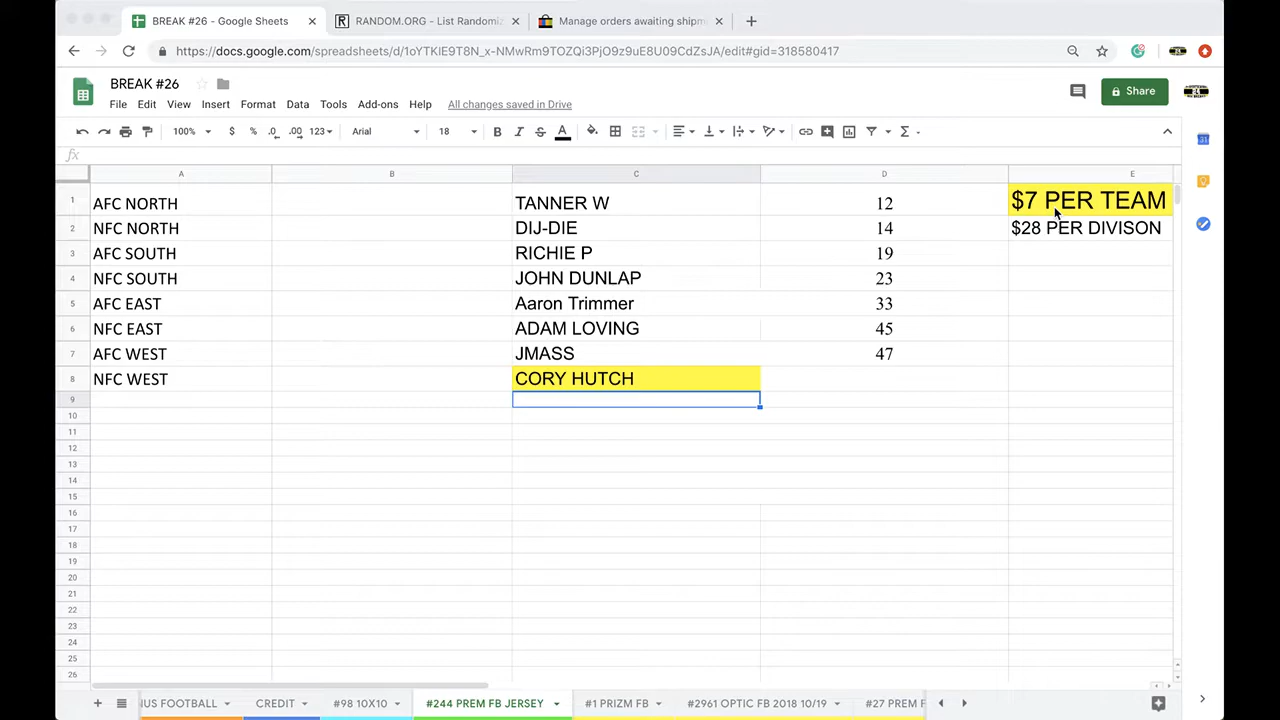 BREAK #26 - Google Sheets
RANDOM.ORG - List Randomiz
Manage orders awaiting shipm
https://docs.google.com/spreadsheets/d/1oYTKIE9T8N_x-NMwRm9TOZQi3PjO9z9uE8U09CdZsJA/edit#gid=318580417
BREAK #26
File Edit View Insert Format Data Tools Add-ons Help All changes saved in Drive
Share
100% $ % .0 .00 123 Arial 18 B I S A
fx
A B C D E
1 AFC NORTH TANNER W 12 $7 PER TEAM
2 NFC NORTH DIJ-DIE 14 $28 PER DIVISON
3 AFC SOUTH RICHIE P 19
4 NFC SOUTH JOHN DUNLAP 23
5 AFC EAST Aaron Trimmer 33
6 NFC EAST ADAM LOVING 45
7 AFC WEST JMASS 47
8 NFC WEST CORY HUTCH
9
10
11
12
13
14
15
16
17
18
19
20
21
22
23
24
25
26
IUS FOOTBALL CREDIT #98 10X10 #244 PREM FB JERSEY #1 PRIZM FB #2961 OPTIC FB 2018 10/19 #27 PREM F